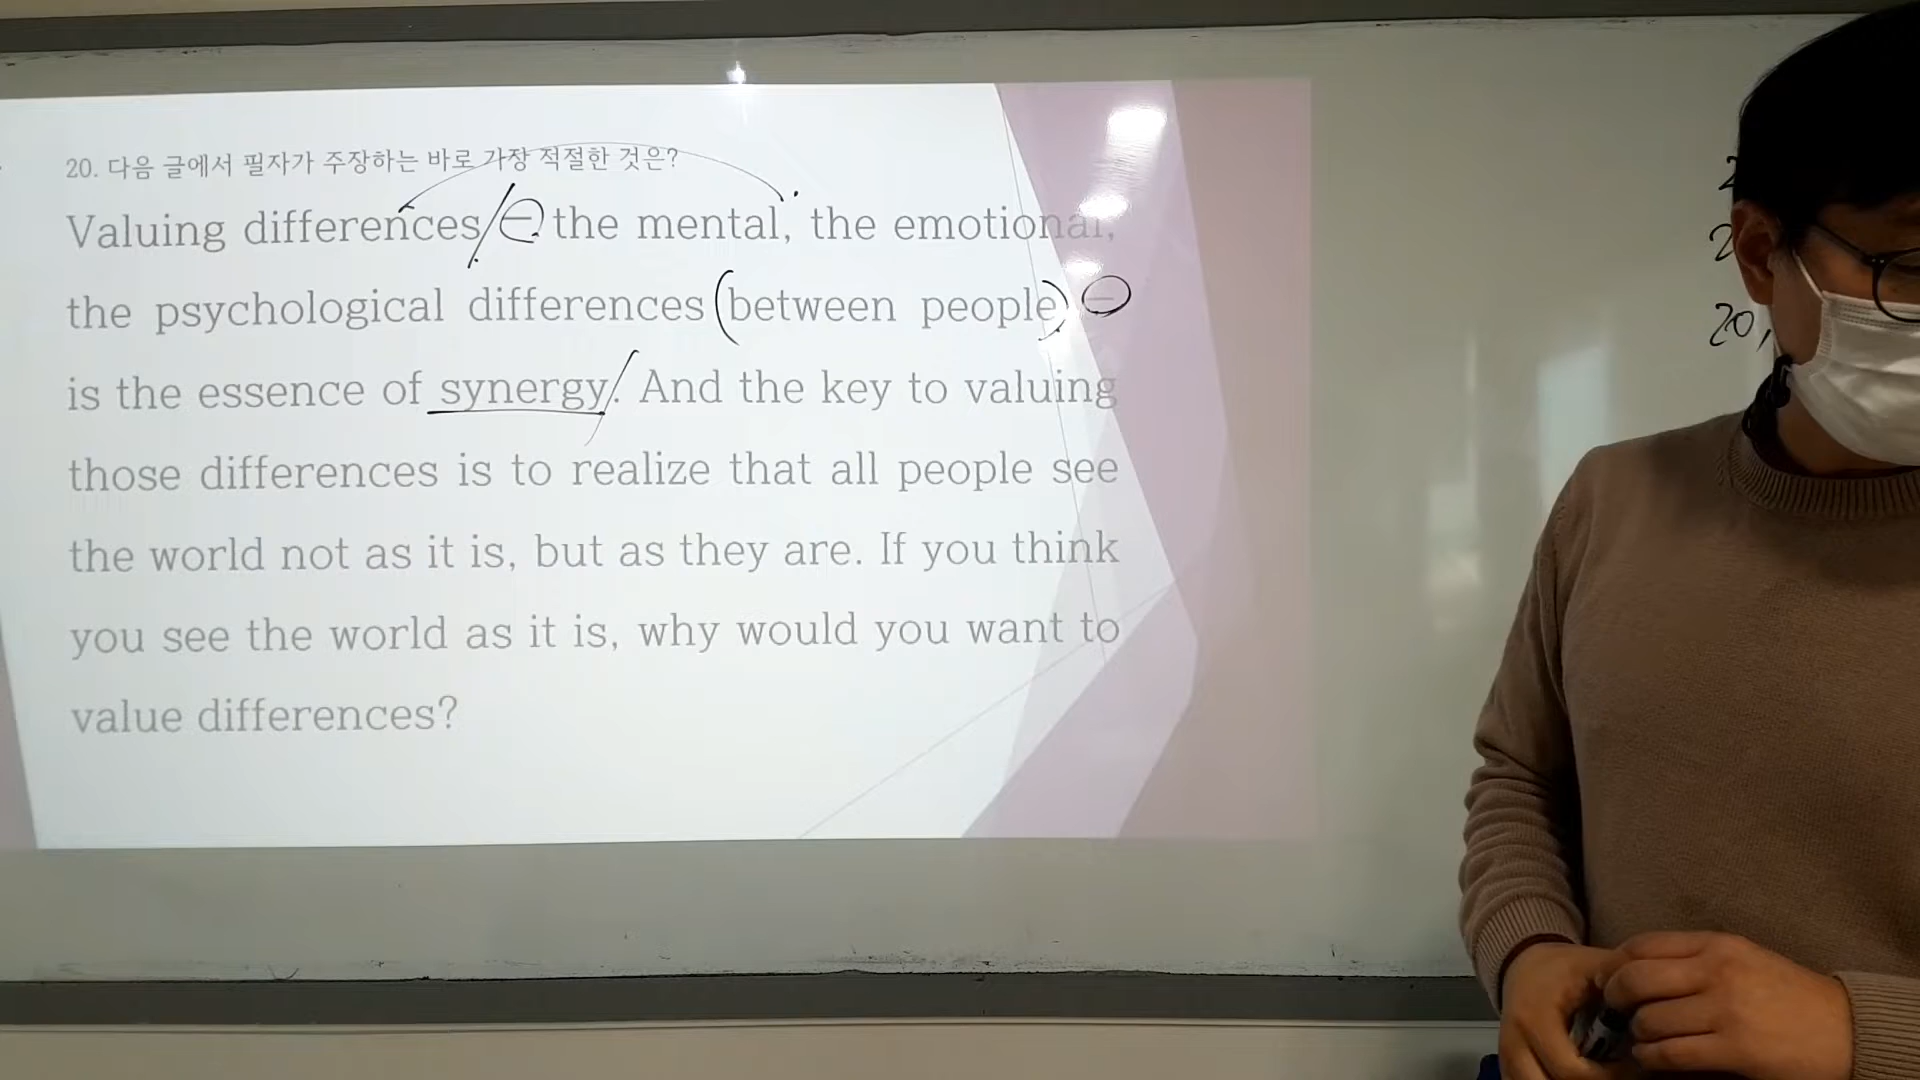 20. 다음 글에서 필자가 주장하는 바로 가장 적절한 것은?
Valuing differences - the mental, the emotional,
the psychological differences (between people) -
is the essence of synergy. And the key to valuing
those differences is to realize that all people see
the world not as it is, but as they are. If you think
you see the world as it is, why would you want to
value differences?
2
2
20,